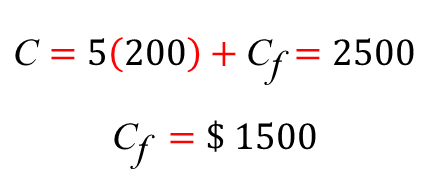 C = 5(200) + C_f = 2500
C_f = $ 1500